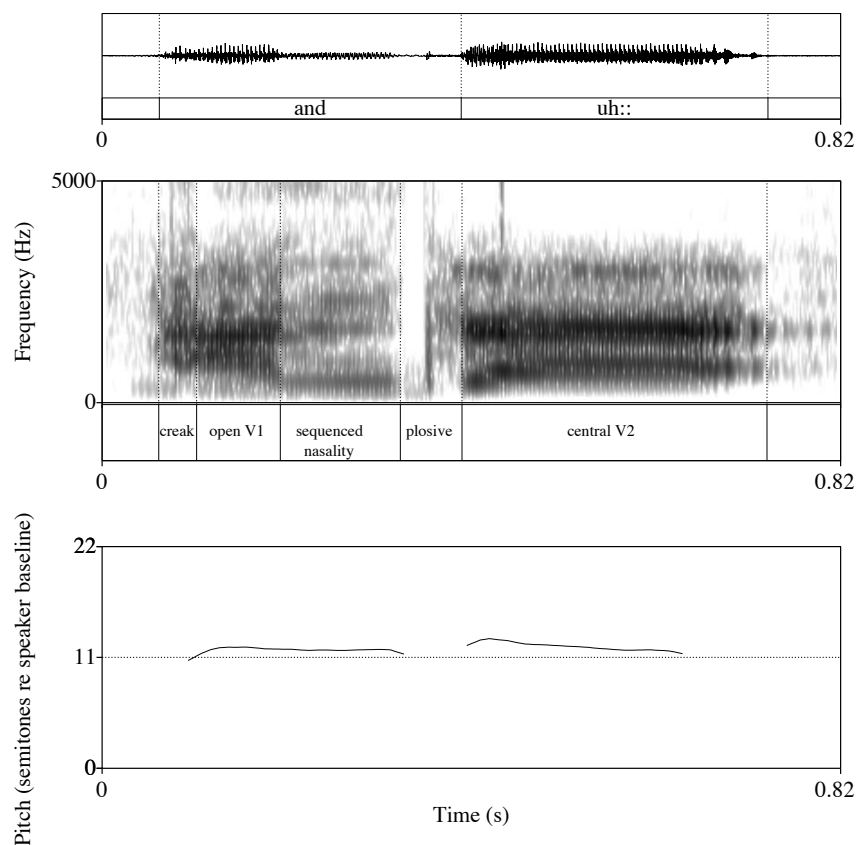 and uh::
0 0.82
5000
Frequency (Hz)
0
creak open V1 sequenced nasality plosive central V2
0 0.82
22
Pitch (semitones re speaker baseline)
11
0
0 0.82
Time (s)